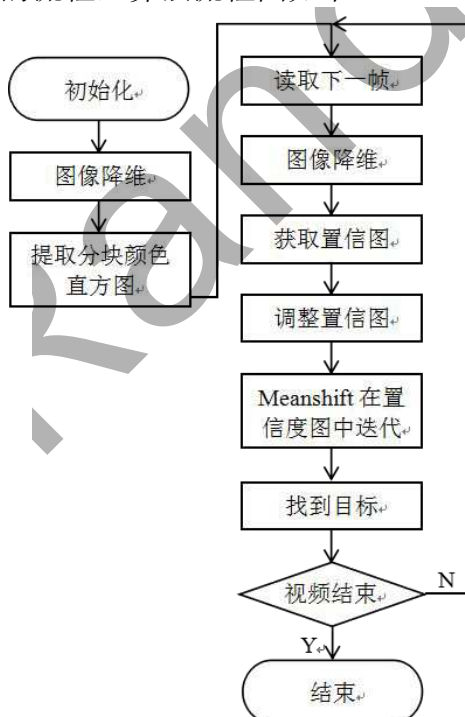 初始化
图像降维
提取分块颜色
直方图
读取下一帧
图像降维
获取置信图
调整置信图
Meanshift 在置
信度图中迭代
找到目标
视频结束
N
Y
结束